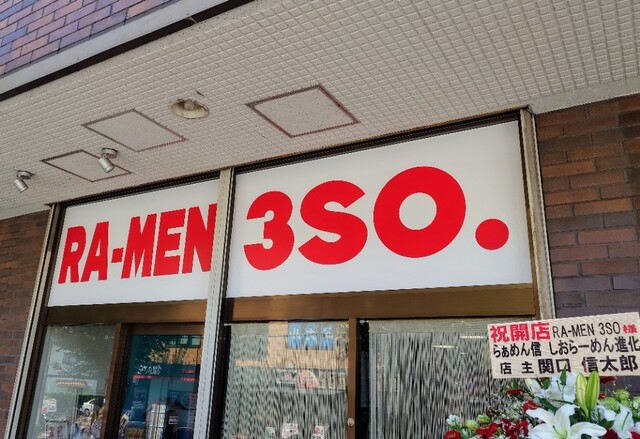 RA-MEN 3SO.
祝開店 RA-MEN 3SO 様
らぁめん信 しおらーめん進化
店主 関口 信太郎